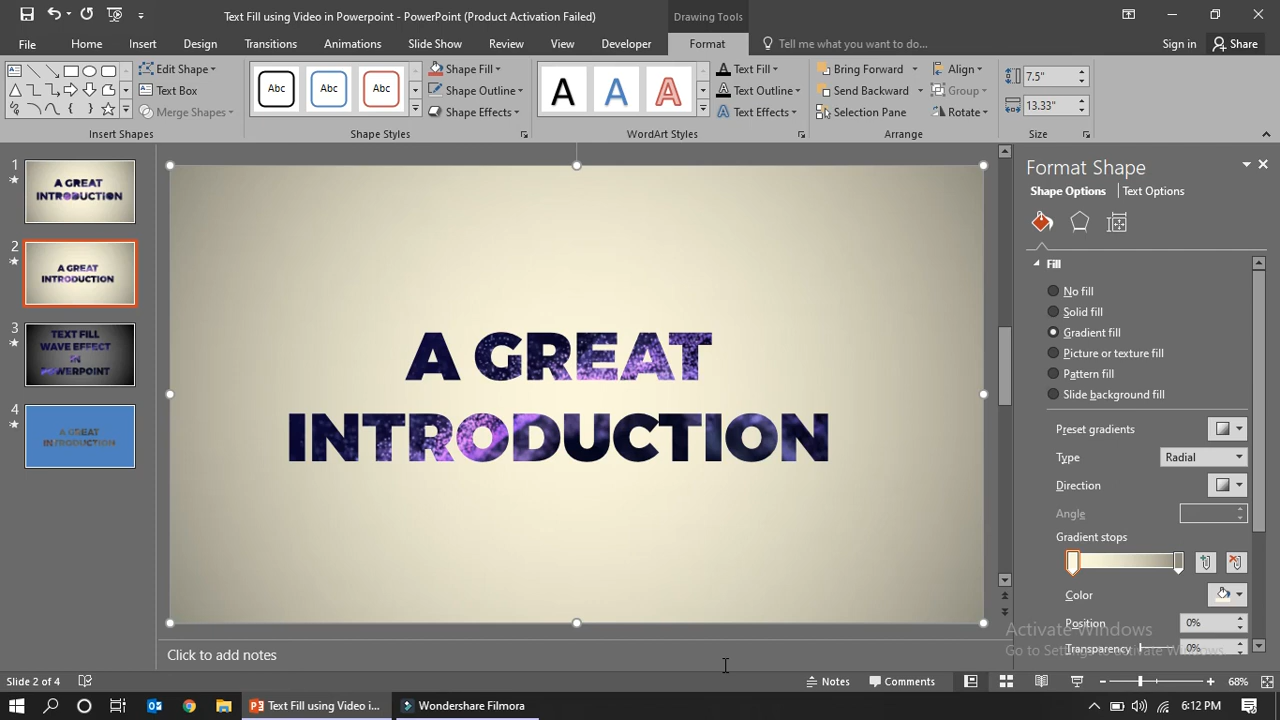 Text Fill using Video in Powerpoint - PowerPoint (Product Activation Failed)
Drawing Tools
File Home Insert Design Transitions Animations Slide Show Review View Developer Format Tell me what you want to do... Sign in Share
Edit Shape
Text Box
Merge Shapes
Insert Shapes
Abc Abc Abc
Shape Fill
Shape Outline
Shape Effects
Shape Styles
A A A
Text Fill
Text Outline
Text Effects
WordArt Styles
Bring Forward
Send Backward
Selection Pane
Align
Group
Rotate
Arrange
7.5"
13.33"
Size
1
A GREAT
INTRODUCTION
2
A GREAT
INTRODUCTION
3
TEXT FILL
WAVE EFFECT
IN
POWERPOINT
4
A GREAT
INTRODUCTION
A GREAT
INTRODUCTION
Click to add notes
Format Shape
Shape Options Text Options
Fill
No fill
Solid fill
Gradient fill
Picture or texture fill
Pattern fill
Slide background fill
Preset gradients
Type Radial
Direction
Angle
Gradient stops
Color
Position 0%
Transparency 0%
Activate Windows
Go to Settings to activate Windows.
Slide 2 of 4 Notes Comments 68%
Text Fill using Video i... Wondershare Filmora 6:12 PM